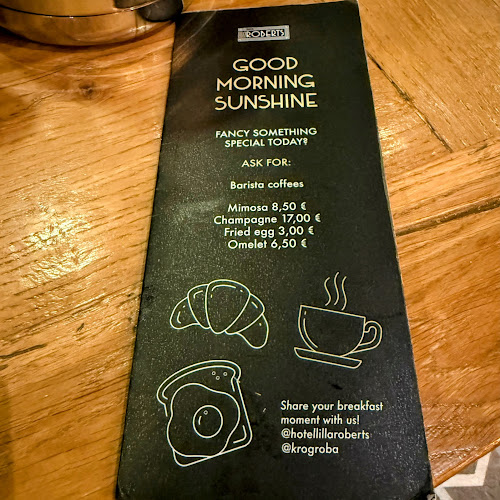 ROBERTS
GOOD
MORNING
SUNSHINE
FANCY SOMETHING
SPECIAL TODAY?
ASK FOR:
Barista coffees
Mimosa 8,50 €
Champagne 17,00 €
Fried egg 3,00 €
Omelet 6,50 €
Share your breakfast
moment with us!
@hotellillaroberts
@krogroba